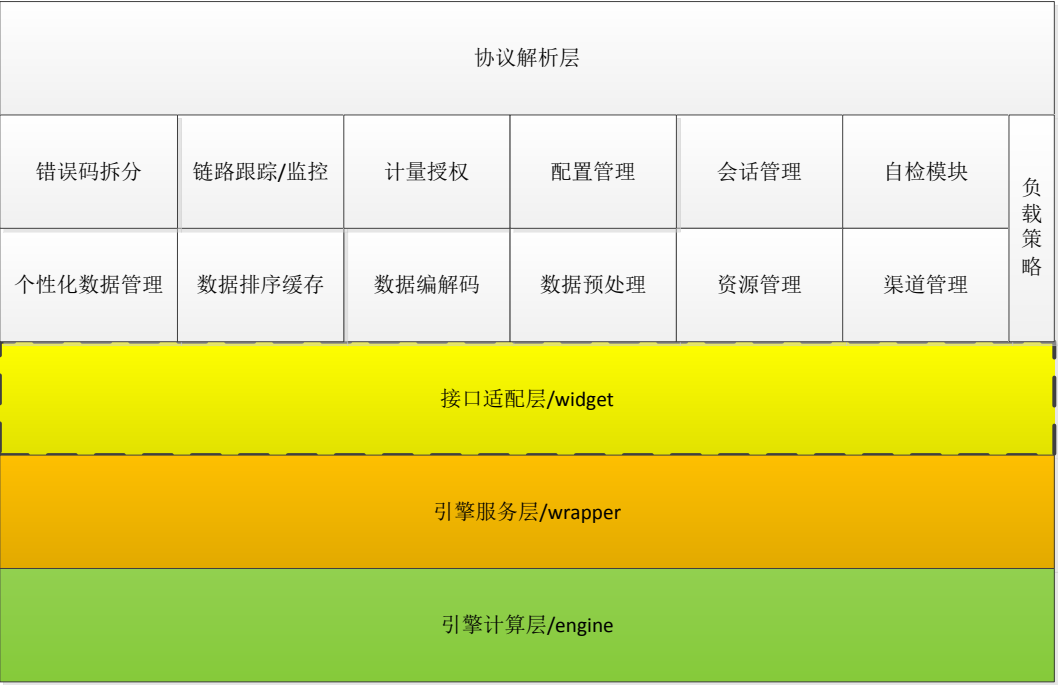 协议解析层
错误码拆分
链路跟踪/监控
计量授权
配置管理
会话管理
自检模块
负载策略
个性化数据管理
数据排序缓存
数据编解码
数据预处理
资源管理
渠道管理
接口适配层/widget
引擎服务层/wrapper
引擎计算层/engine